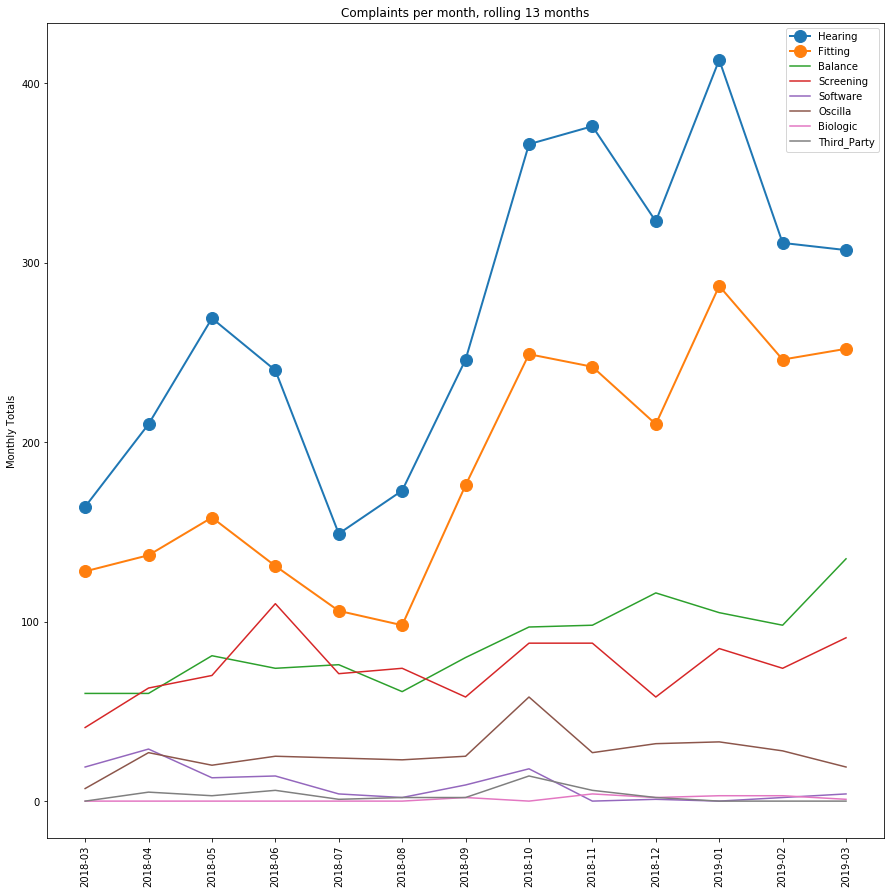 Complaints per month, rolling 13 months
Hearing
Fitting
Balance
Screening
Software
Oscilla
Biologic
Third_Party
Monthly Totals
400
300
200
100
0
2018-03
2018-04
2018-05
2018-06
2018-07
2018-08
2018-09
2018-10
2018-11
2018-12
2019-01
2019-02
2019-03